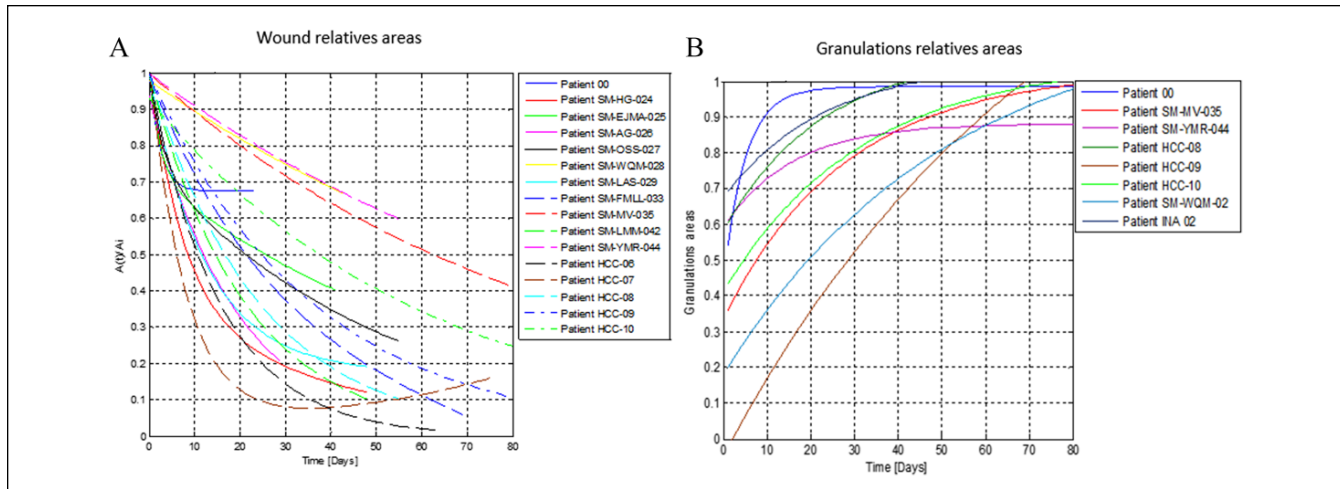 A
Wound relatives areas
1
0.9
0.8
0.7
0.6
0.5
0.4
0.3
0.2
0.1
0
0 10 20 30 40 50 60 70 80
A(t)/Ai
Time [Days]
Patient 00
Patient SM-HG-024
Patient SM-EJMA-025
Patient SM-AG-026
Patient SM-OSS-027
Patient SM-WQM-028
Patient SM-LAS-029
Patient SM-FMLL-033
Patient SM-MV-035
Patient SM-LMM-042
Patient SM-YMR-044
Patient HCC-06
Patient HCC-07
Patient HCC-08
Patient HCC-09
Patient HCC-10
B
Granulations relatives areas
1
0.9
0.8
0.7
0.6
0.5
0.4
0.3
0.2
0.1
0
0 10 20 30 40 50 60 70 80
Granulations areas
Time [Days]
Patient 00
Patient SM-MV-035
Patient SM-YMR-044
Patient HCC-08
Patient HCC-09
Patient HCC-10
Patient SM-WQM-02
Patient INA 02